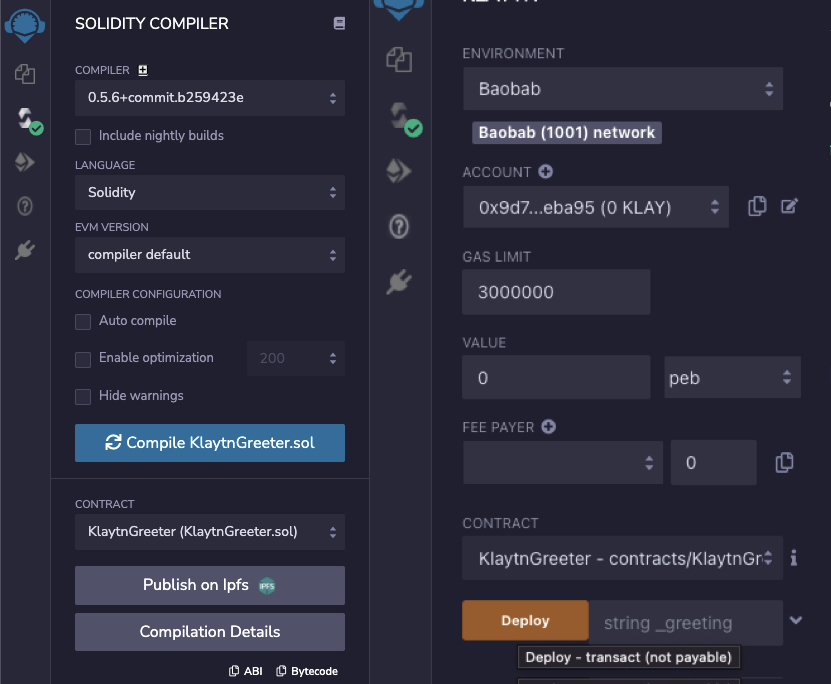 SOLIDITY COMPILER
COMPILER
0.5.6+commit.b259423e
Include nightly builds
LANGUAGE
Solidity
EVM VERSION
compiler default
COMPILER CONFIGURATION
Auto compile
Enable optimization
200
Hide warnings
Compile KlaytnGreeter.sol
CONTRACT
KlaytnGreeter (KlaytnGreeter.sol)
Publish on Ipfs IPFS
Compilation Details
ABI Bytecode
ENVIRONMENT
Baobab
Baobab (1001) network
ACCOUNT
0x9d7...eba95 (0 KLAY)
GAS LIMIT
3000000
VALUE
0
peb
FEE PAYER
0
CONTRACT
KlaytnGreeter - contracts/KlaytnGr
Deploy
string _greeting
Deploy - transact (not payable)